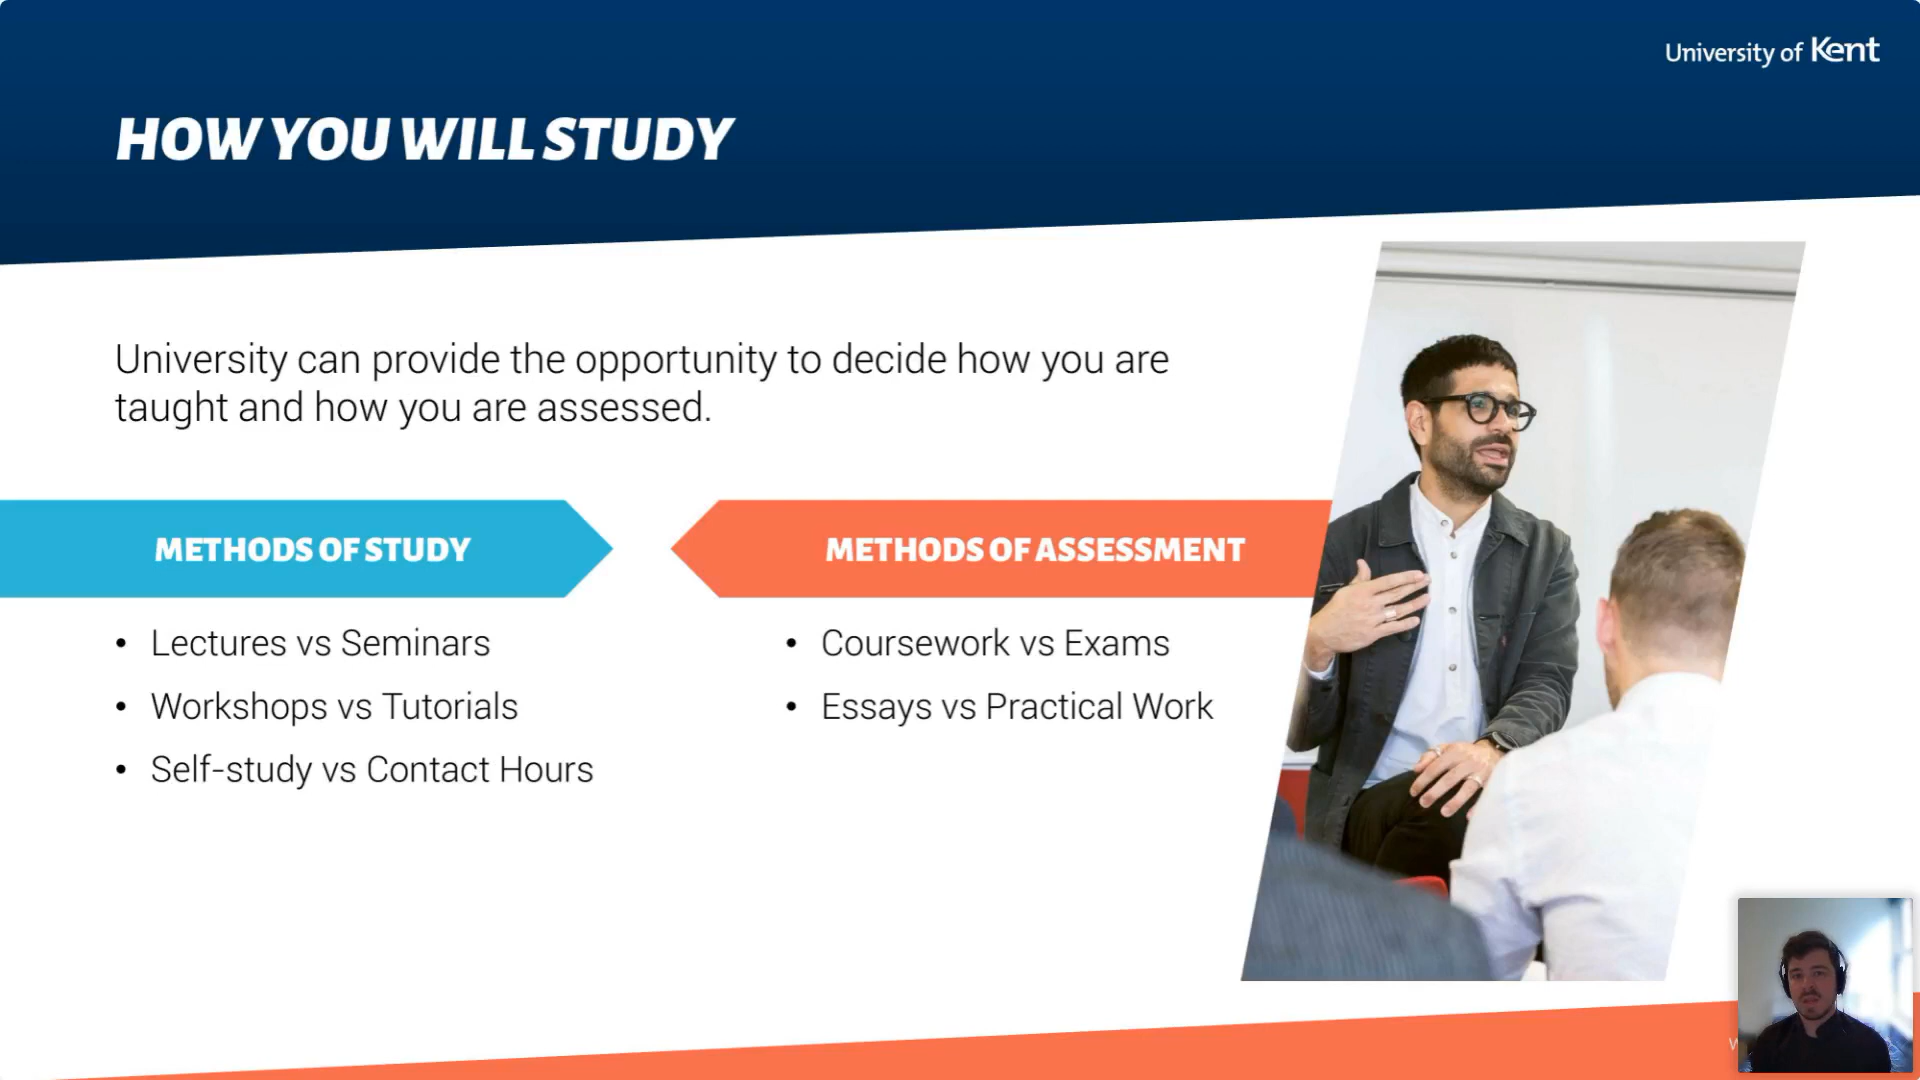 University of Kent
HOW YOU WILL STUDY
University can provide the opportunity to decide how you are
taught and how you are assessed.
METHODS OF STUDY
• Lectures vs Seminars
• Workshops vs Tutorials
• Self-study vs Contact Hours
METHODS OF ASSESSMENT
• Coursework vs Exams
• Essays vs Practical Work